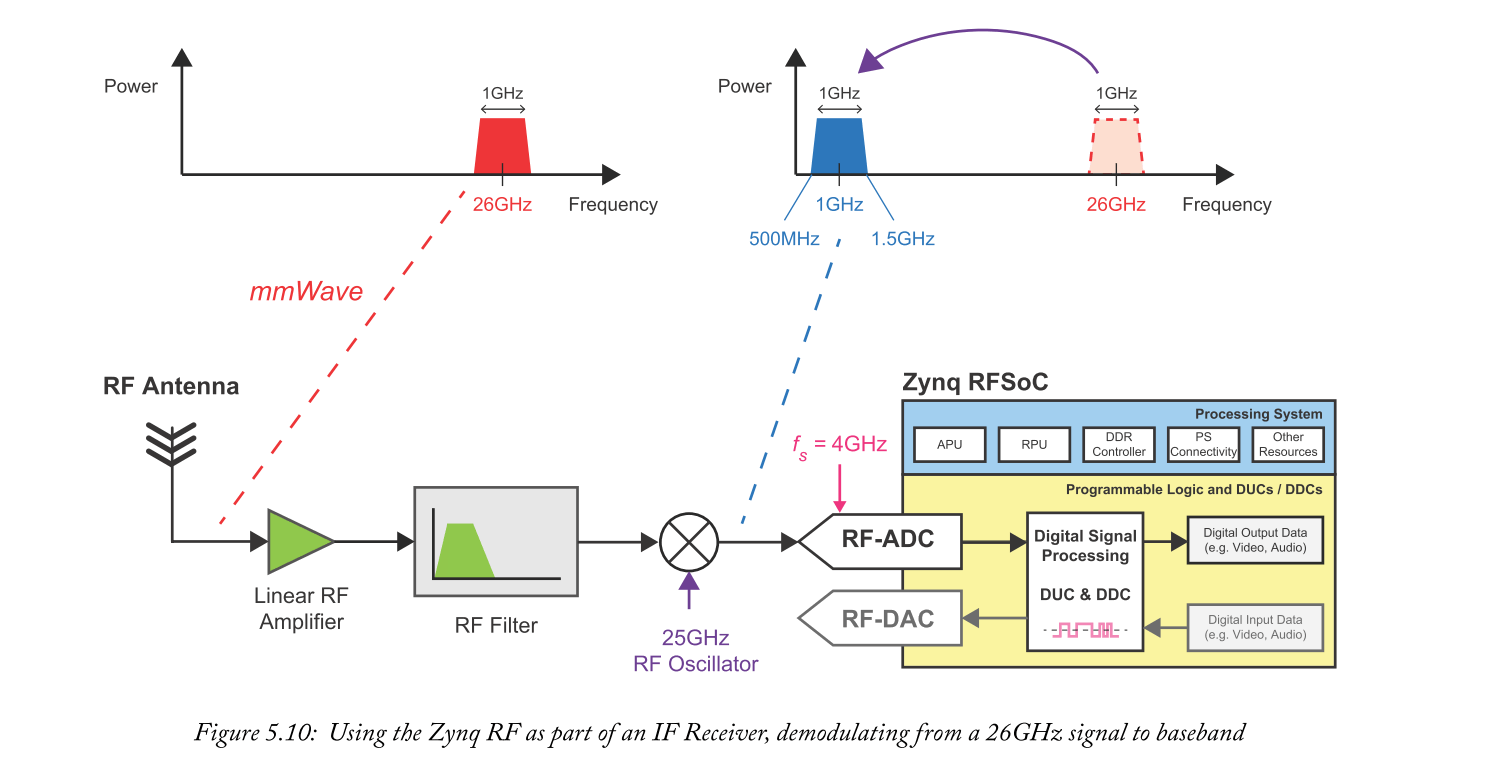 Power
1GHz
26GHz
Frequency
Power
1GHz
1GHz
500MHz
1GHz
1.5GHz
26GHz
Frequency
mmWave
RF Antenna
Linear RF
Amplifier
RF Filter
25GHz
RF Oscillator
fs = 4GHz
RF-ADC
RF-DAC
Zynq RFSoC
Processing System
APU
RPU
DDR
Controller
PS
Connectivity
Other
Resources
Programmable Logic and DUCs / DDCs
Digital Signal
Processing
DUC & DDC
Digital Output Data
(e.g. Video, Audio)
Digital Input Data
(e.g. Video, Audio)
Figure 5.10: Using the Zynq RF as part of an IF Receiver, demodulating from a 26GHz signal to baseband